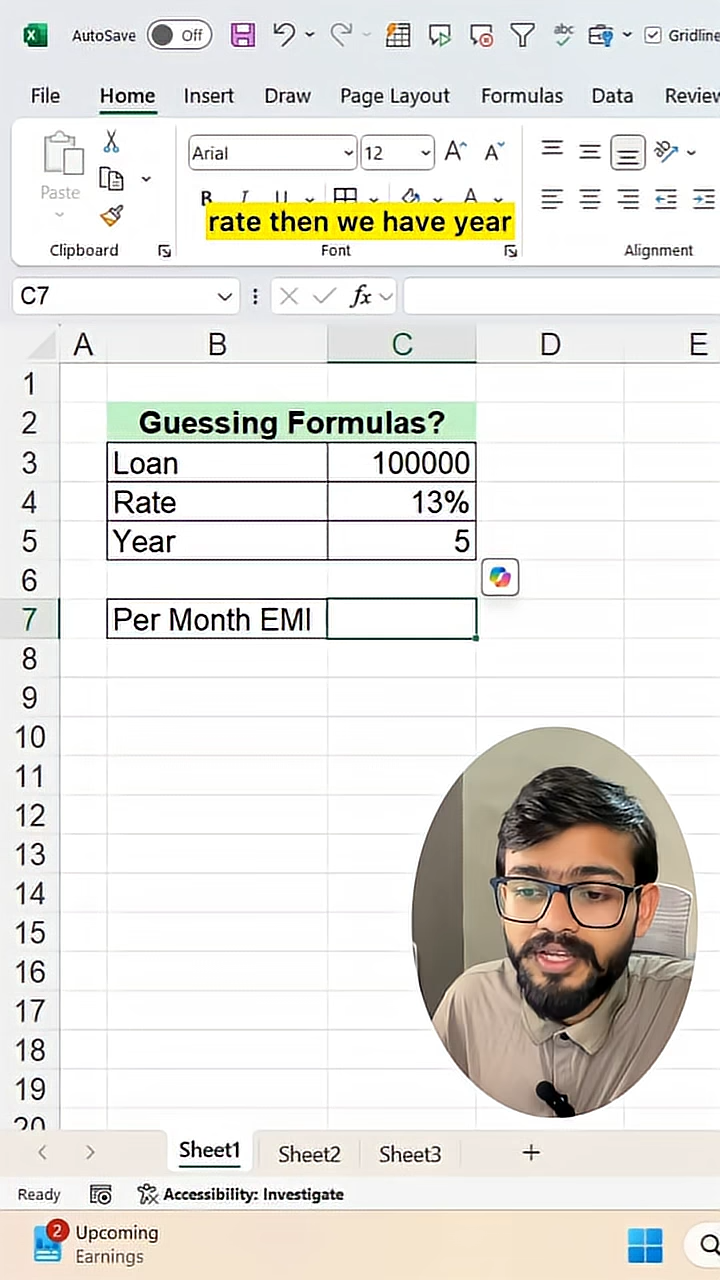 AutoSave Off abc Gridline
File Home Insert Draw Page Layout Formulas Data Review
Paste
Arial 12 A A
B I U A
rate then we have year
Clipboard Font Alignment
C7 fx
A B C D E
1
2 Guessing Formulas?
3 Loan 100000
4 Rate 13%
5 Year 5
6
7 Per Month EMI
8
9
10
11
12
13
14
15
16
17
18
19
20
Sheet1 Sheet2 Sheet3 +
Ready Accessibility: Investigate
2 Upcoming
Earnings